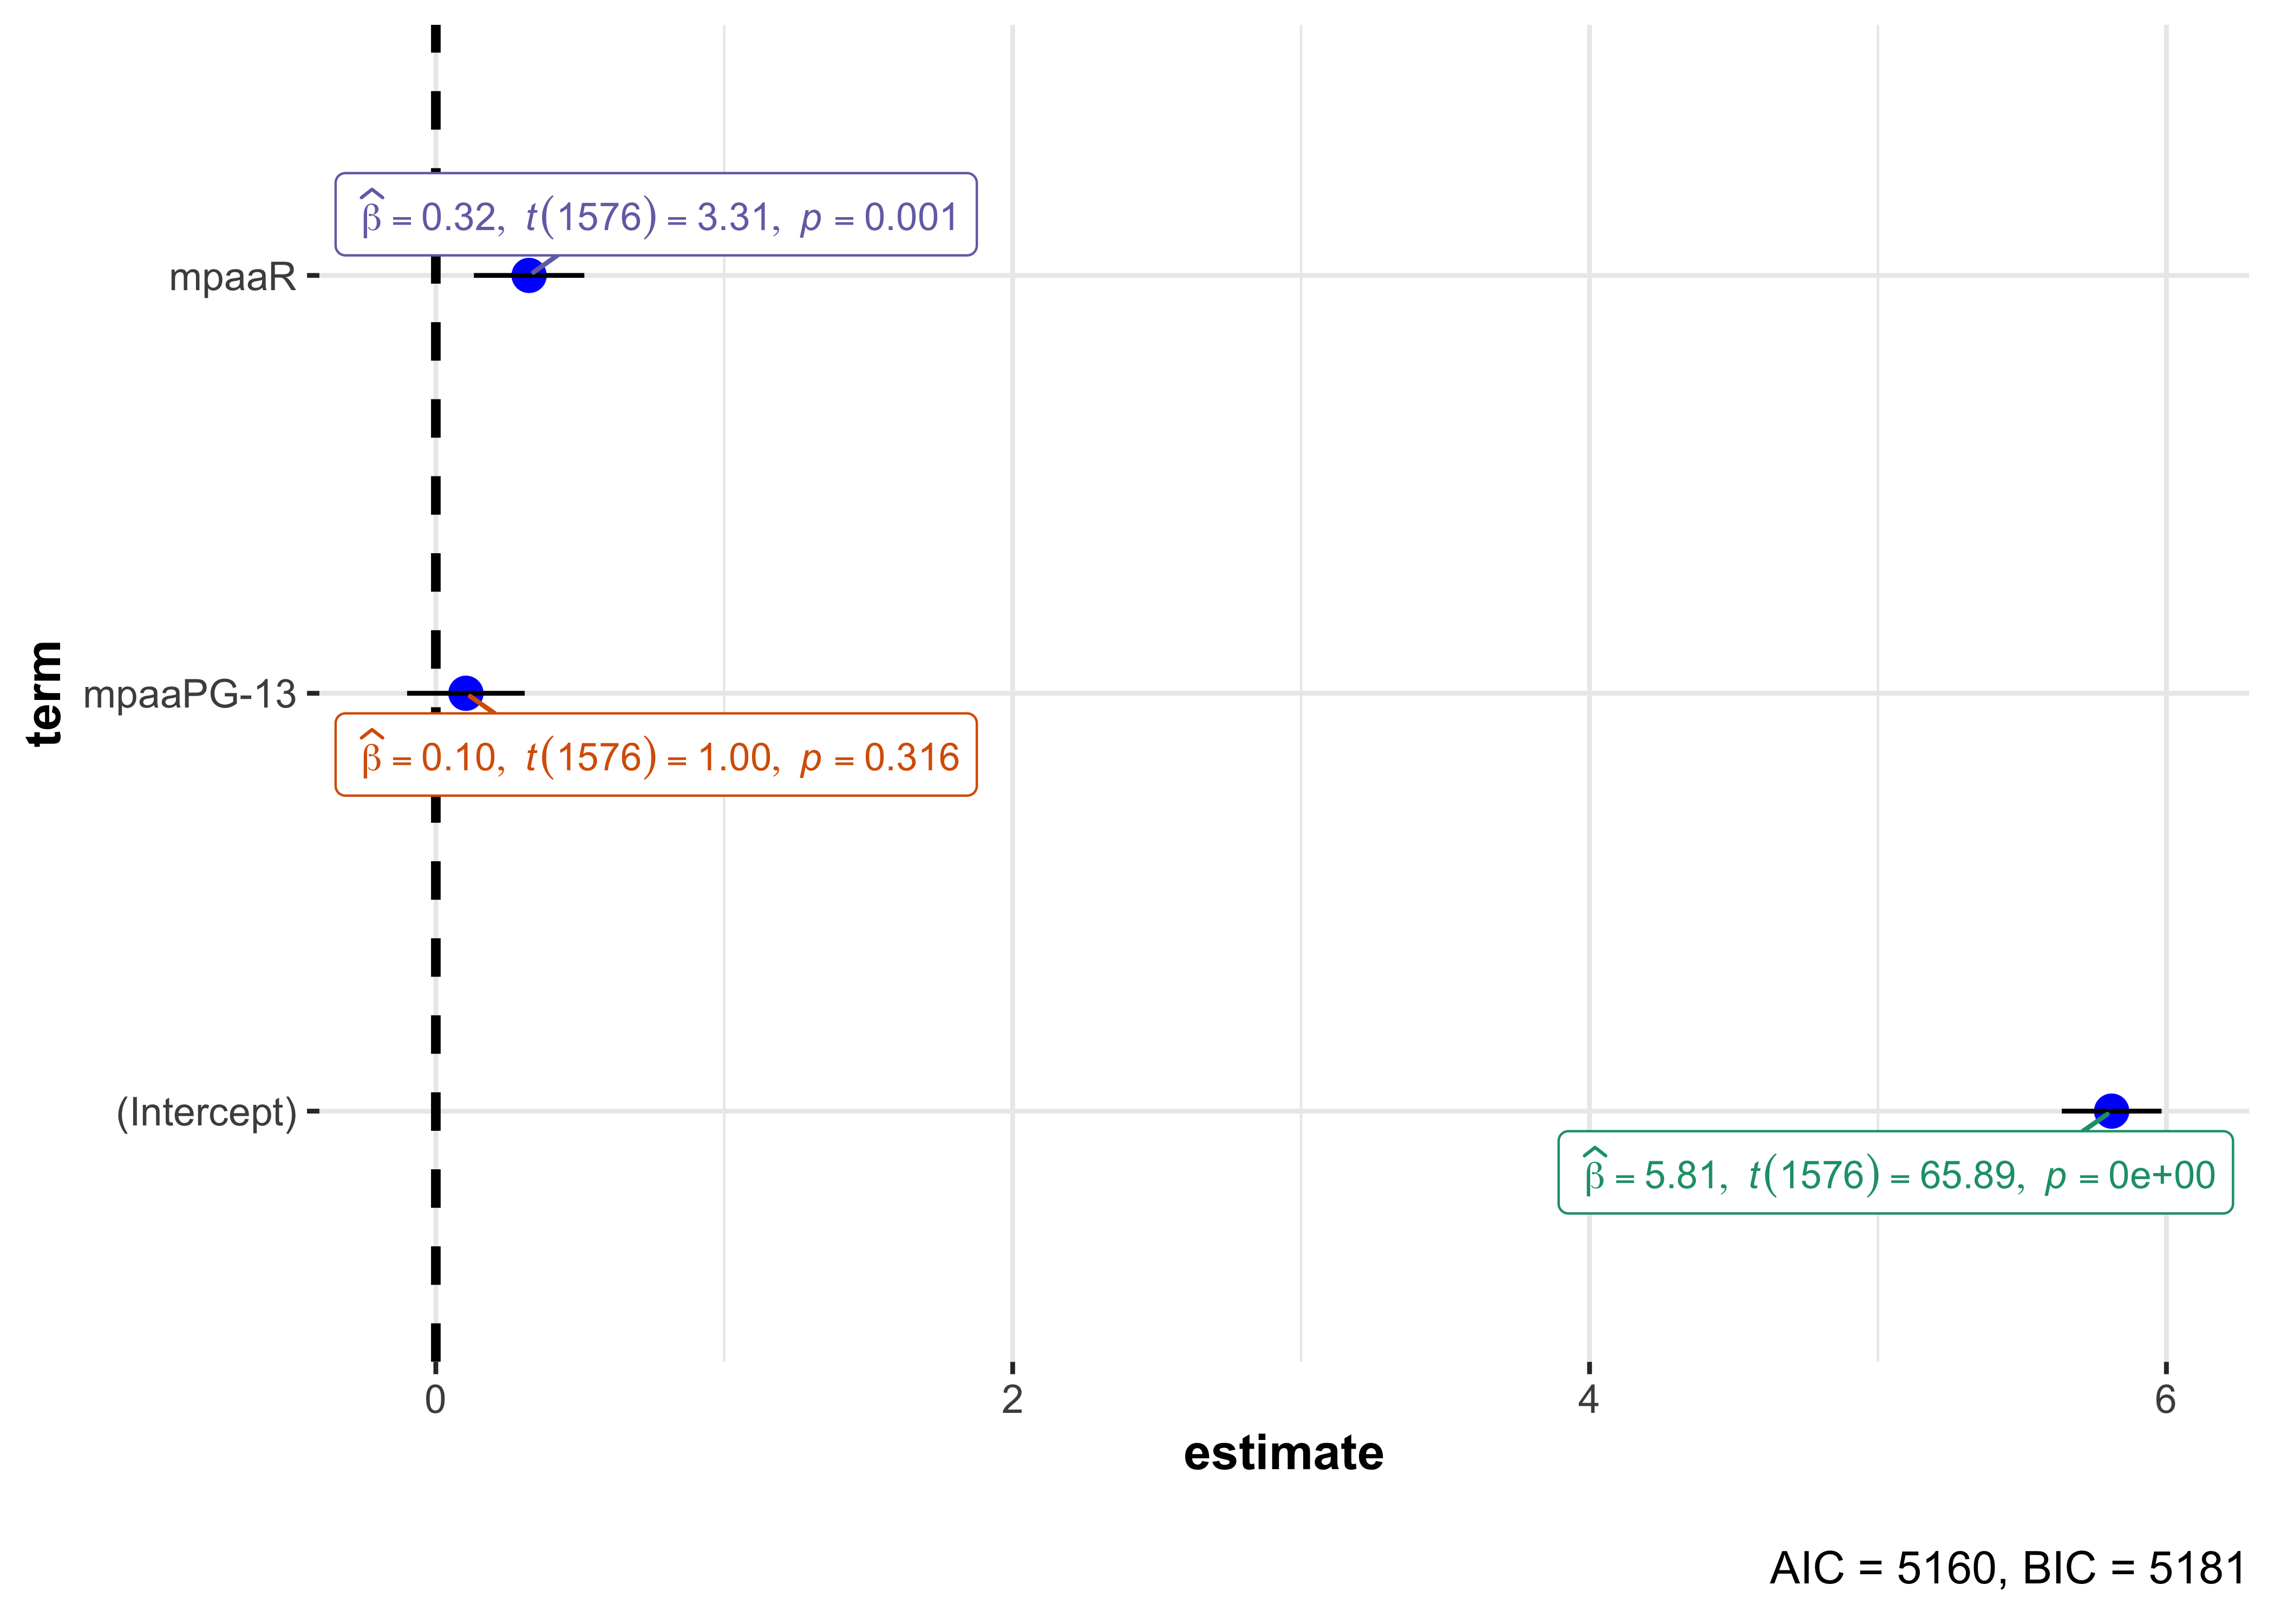 mpaaR
β̂ = 0.32, t(1576) = 3.31, p = 0.001
term
mpaaPG-13
β̂ = 0.10, t(1576) = 1.00, p = 0.316
(Intercept)
β̂ = 5.81, t(1576) = 65.89, p = 0e+00
0 2 4 6
estimate
AIC = 5160, BIC = 5181